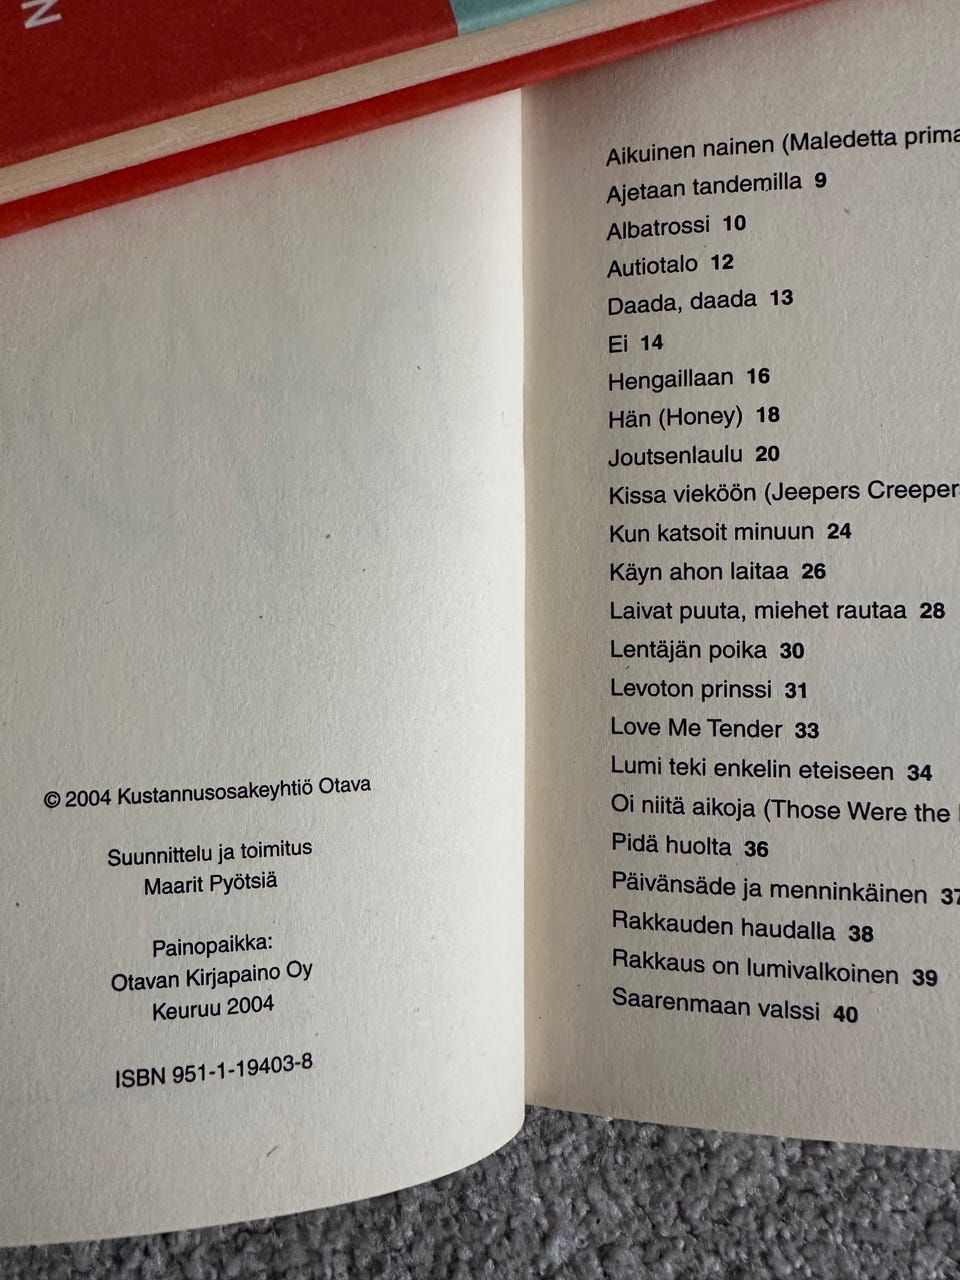 N
© 2004 Kustannusosakeyhtiö Otava
Suunnittelu ja toimitus
Maarit Pyötsiä
Painopaikka:
Otavan Kirjapaino Oy
Keuruu 2004
ISBN 951-1-19403-8
Aikuinen nainen (Maledetta prima
Ajetaan tandemilla 9
Albatrossi 10
Autiotalo 12
Daada, daada 13
Ei 14
Hengaillaan 16
Hän (Honey) 18
Joutsenlaulu 20
Kissa vieköön (Jeepers Creeper
Kun katsoit minuun 24
Käyn ahon laitaa 26
Laivat puuta, miehet rautaa 28
Lentäjän poika 30
Levoton prinssi 31
Love Me Tender 33
Lumi teki enkelin eteiseen 34
Oi niitä aikoja (Those Were the
Pidä huolta 36
Päivänsäde ja menninkäinen 37
Rakkauden haudalla 38
Rakkaus on lumivalkoinen 39
Saarenmaan valssi 40